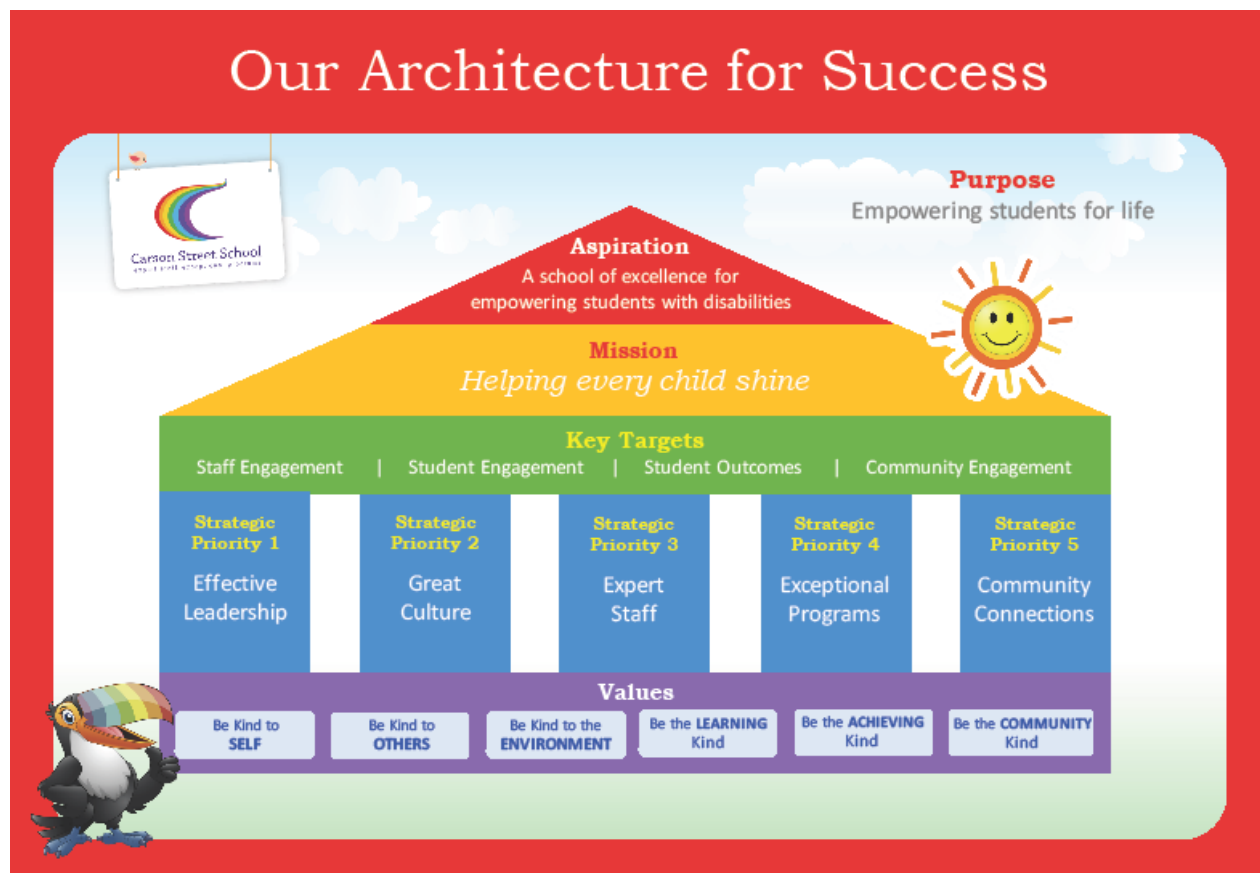 Our Architecture for Success
Carson Street School
Purpose
Empowering students for life
Aspiration
A school of excellence for
empowering students with disabilities
Mission
Helping every child shine
Key Targets
Staff Engagement | Student Engagement | Student Outcomes | Community Engagement
Strategic
Priority 1
Effective
Leadership
Strategic
Priority 2
Great
Culture
Strategic
Priority 3
Expert
Staff
Strategic
Priority 4
Exceptional
Programs
Strategic
Priority 5
Community
Connections
Values
Be Kind to
SELF
Be Kind to
OTHERS
Be Kind to the
ENVIRONMENT
Be the LEARNING
Kind
Be the ACHIEVING
Kind
Be the COMMUNITY
Kind